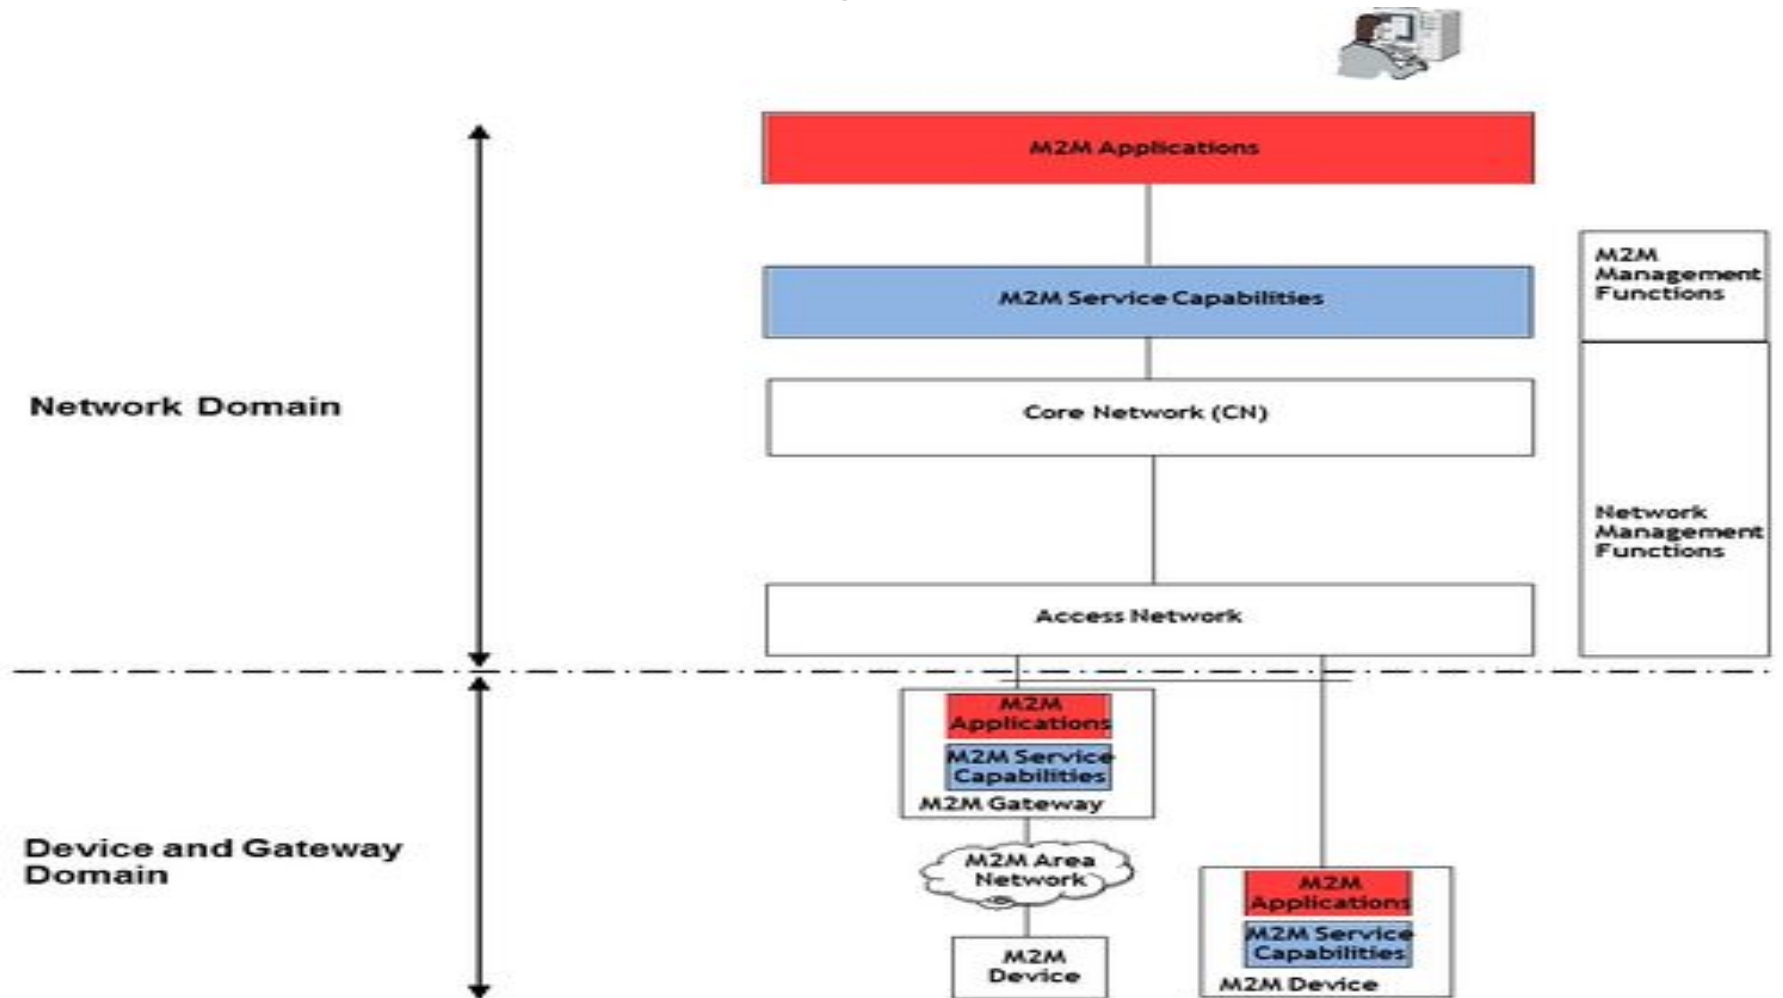 M2M Applications
M2M Service Capabilities
M2M
Management
Functions
Network Domain
Core Network (CN)
Network
Management
Functions
Access Network
M2M
Applications
M2M Service
Capabilities
M2M Gateway
Device and Gateway
Domain
M2M Area
Network
M2M
Device
M2M
Applications
M2M Service
Capabilities
M2M Device